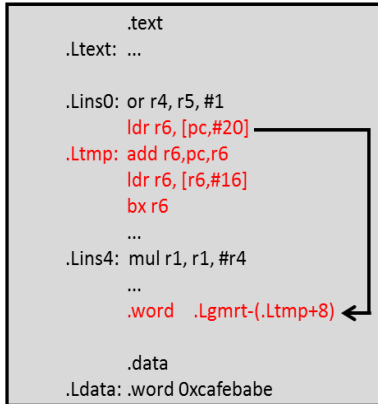 .text
.Ltext: ...
.Lins0: or r4, r5, #1
ldr r6, [pc,#20]
.Ltmp: add r6,pc,r6
ldr r6, [r6,#16]
bx r6
...
.Lins4: mul r1, r1, #r4
...
.word .Lgmrt-(.Ltmp+8)
.data
.Ldata: .word 0xcafebabe